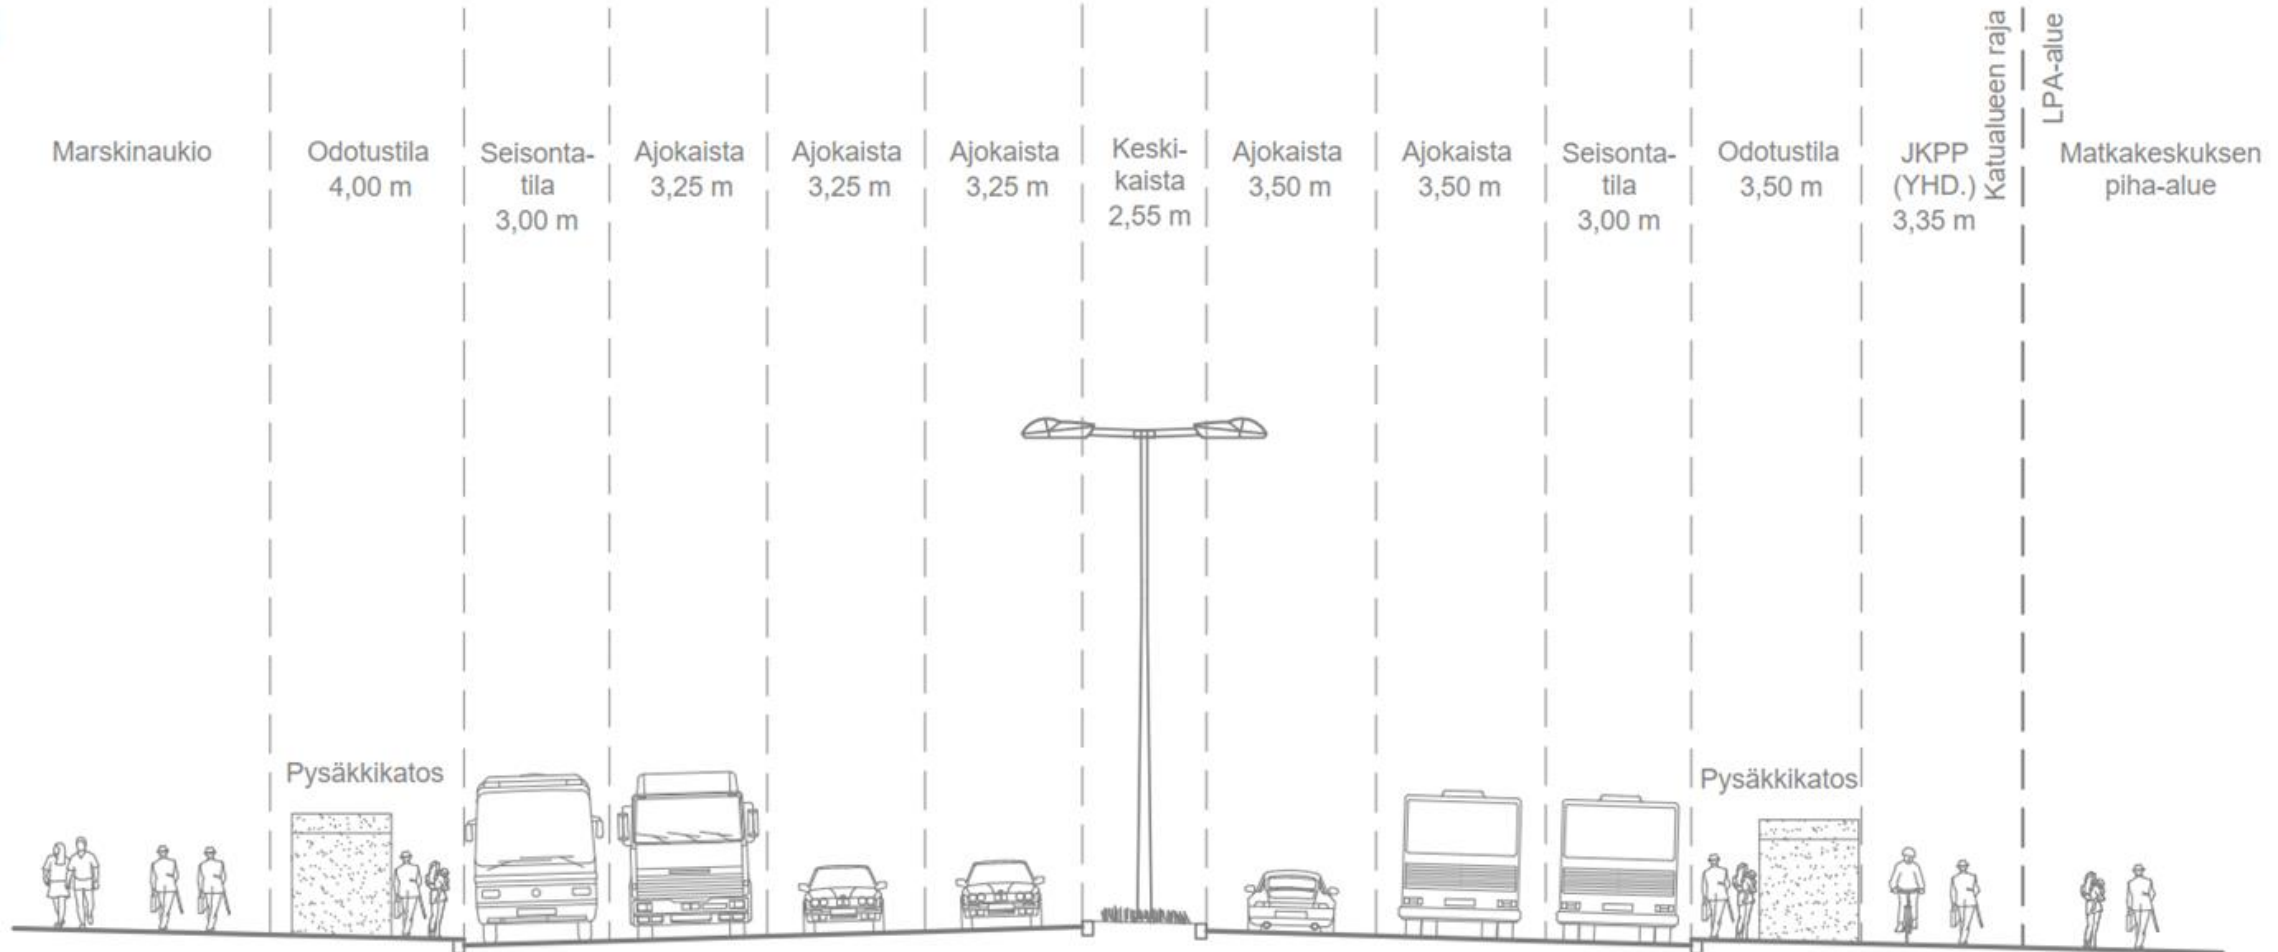 Marskinaukio
Odotustila
4,00 m
Seisonta-
tila
3,00 m
Ajokaista
3,25 m
Ajokaista
3,25 m
Ajokaista
3,25 m
Keski-
kaista
2,55 m
Ajokaista
3,50 m
Ajokaista
3,50 m
Seisonta-
tila
3,00 m
Odotustila
3,50 m
JKPP
(YHD.)
3,35 m
Katualueen raja
LPA-alue
Matkakeskuksen
piha-alue
Pysäkkikatos
Pysäkkikatos